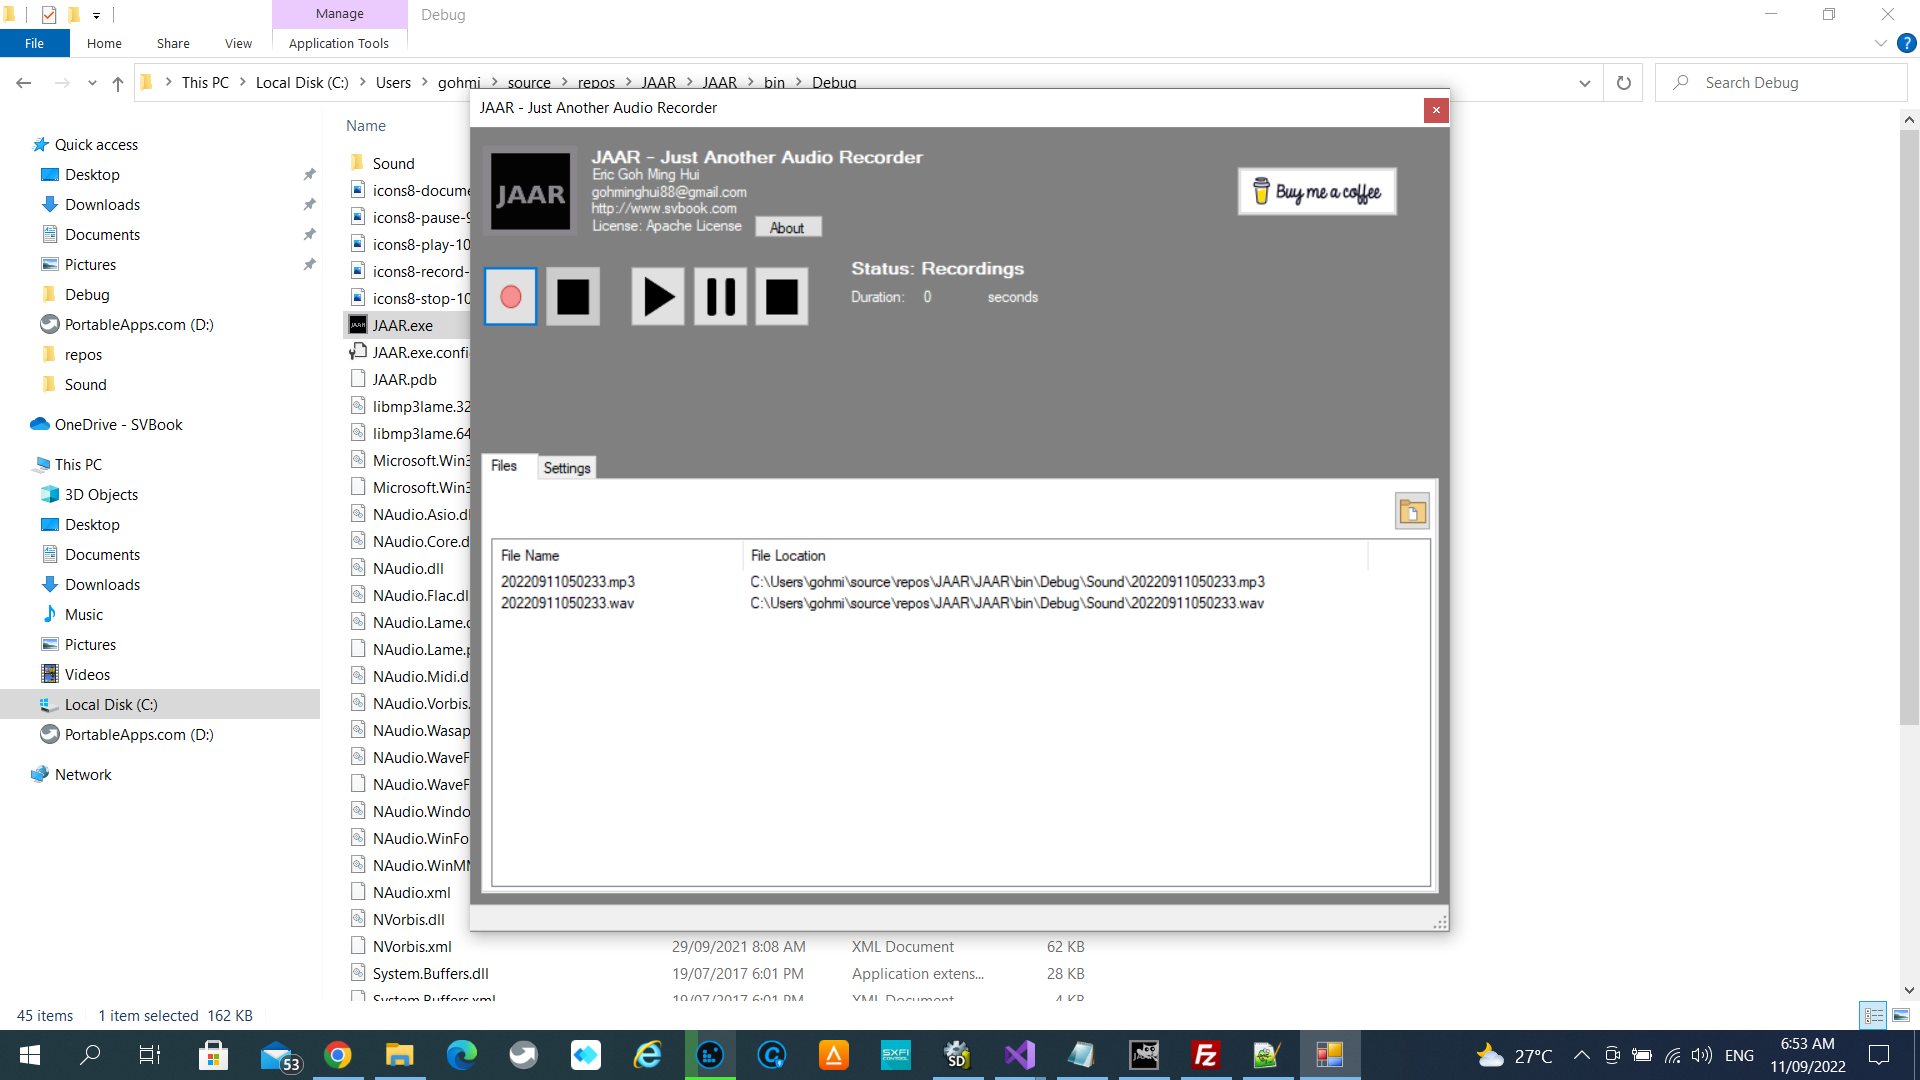 Manage
Debug
File
Home
Share
View
Application Tools
This PC
Local Disk (C:)
Users
gohmi
source
repos
JAAR
JAAR
bin
Debug
Search Debug
Quick access
Desktop
Downloads
Documents
Pictures
Debug
PortableApps.com (D:)
repos
Sound
OneDrive - SVBook
This PC
3D Objects
Desktop
Documents
Downloads
Music
Pictures
Videos
Local Disk (C:)
PortableApps.com (D:)
Network
Name
Sound
icons8-docume
icons8-pause-9
icons8-play-10
icons8-record-
icons8-stop-10
JAAR.exe
JAAR.exe.confi
JAAR.pdb
libmp3lame.32
libmp3lame.64
Microsoft.Win3
Microsoft.Win3
NAudio.Asio.dl
NAudio.Core.d
NAudio.dll
NAudio.Flac.dl
NAudio.Lame.d
NAudio.Lame.p
NAudio.Midi.d
NAudio.Vorbis.
NAudio.Wasap
NAudio.WaveF
NAudio.WaveF
NAudio.Windo
NAudio.WinFo
NAudio.WinMM
NAudio.xml
NVorbis.dll
NVorbis.xml 29/09/2021 8:08 AM XML Document 62 KB
System.Buffers.dll 19/07/2017 6:01 PM Application extens... 28 KB
System.Buffers.xml 19/07/2017 6:01 PM XML Document 4 KB
JAAR - Just Another Audio Recorder
JAAR
JAAR - Just Another Audio Recorder
Eric Goh Ming Hui
gohminghui88@gmail.com
http://www.svbook.com
License: Apache License
About
Buy me a coffee
Status: Recordings
Duration: 0 seconds
Files
Settings
File Name File Location
20220911050233.mp3 C:\Users\gohmi\source\repos\JAAR\JAAR\bin\Debug\Sound\20220911050233.mp3
20220911050233.wav C:\Users\gohmi\source\repos\JAAR\JAAR\bin\Debug\Sound\20220911050233.wav
45 items 1 item selected 162 KB
53
SXFI
CONTROL
SD
27°C
ENG
6:53 AM
11/09/2022